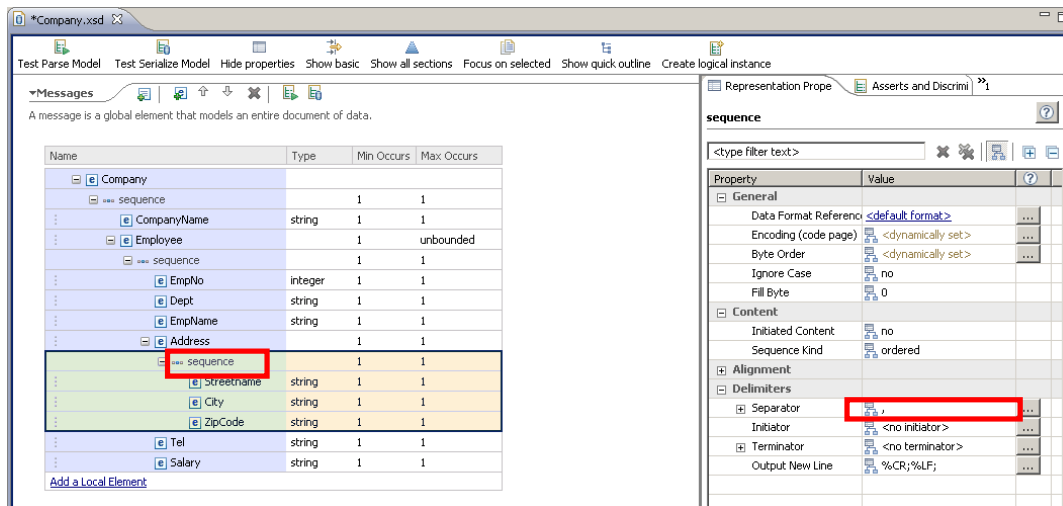 *Company.xsd
Test Parse Model Test Serialize Model Hide properties Show basic Show all sections Focus on selected Show quick outline Create logical instance
Messages
A message is a global element that models an entire document of data.
Name Type Min Occurs Max Occurs
e Company
sequence 1 1
e CompanyName string 1 1
e Employee 1 unbounded
sequence 1 1
e EmpNo integer 1 1
e Dept string 1 1
e EmpName string 1 1
e Address 1 1
sequence 1 1
e Streetname string 1 1
e City string 1 1
e ZipCode string 1 1
e Tel string 1 1
e Salary string 1 1
Add a Local Element
Representation Prope Asserts and Discrimi »1
sequence
<type filter text>
Property Value
General
Data Format Referenc <default format> ...
Encoding (code page) <dynamically set> ...
Byte Order <dynamically set> ...
Ignore Case no
Fill Byte 0
Content
Initiated Content no
Sequence Kind ordered
Alignment
Delimiters
Separator , ...
Initiator <no initiator> ...
Terminator <no terminator> ...
Output New Line %CR;%LF; ...